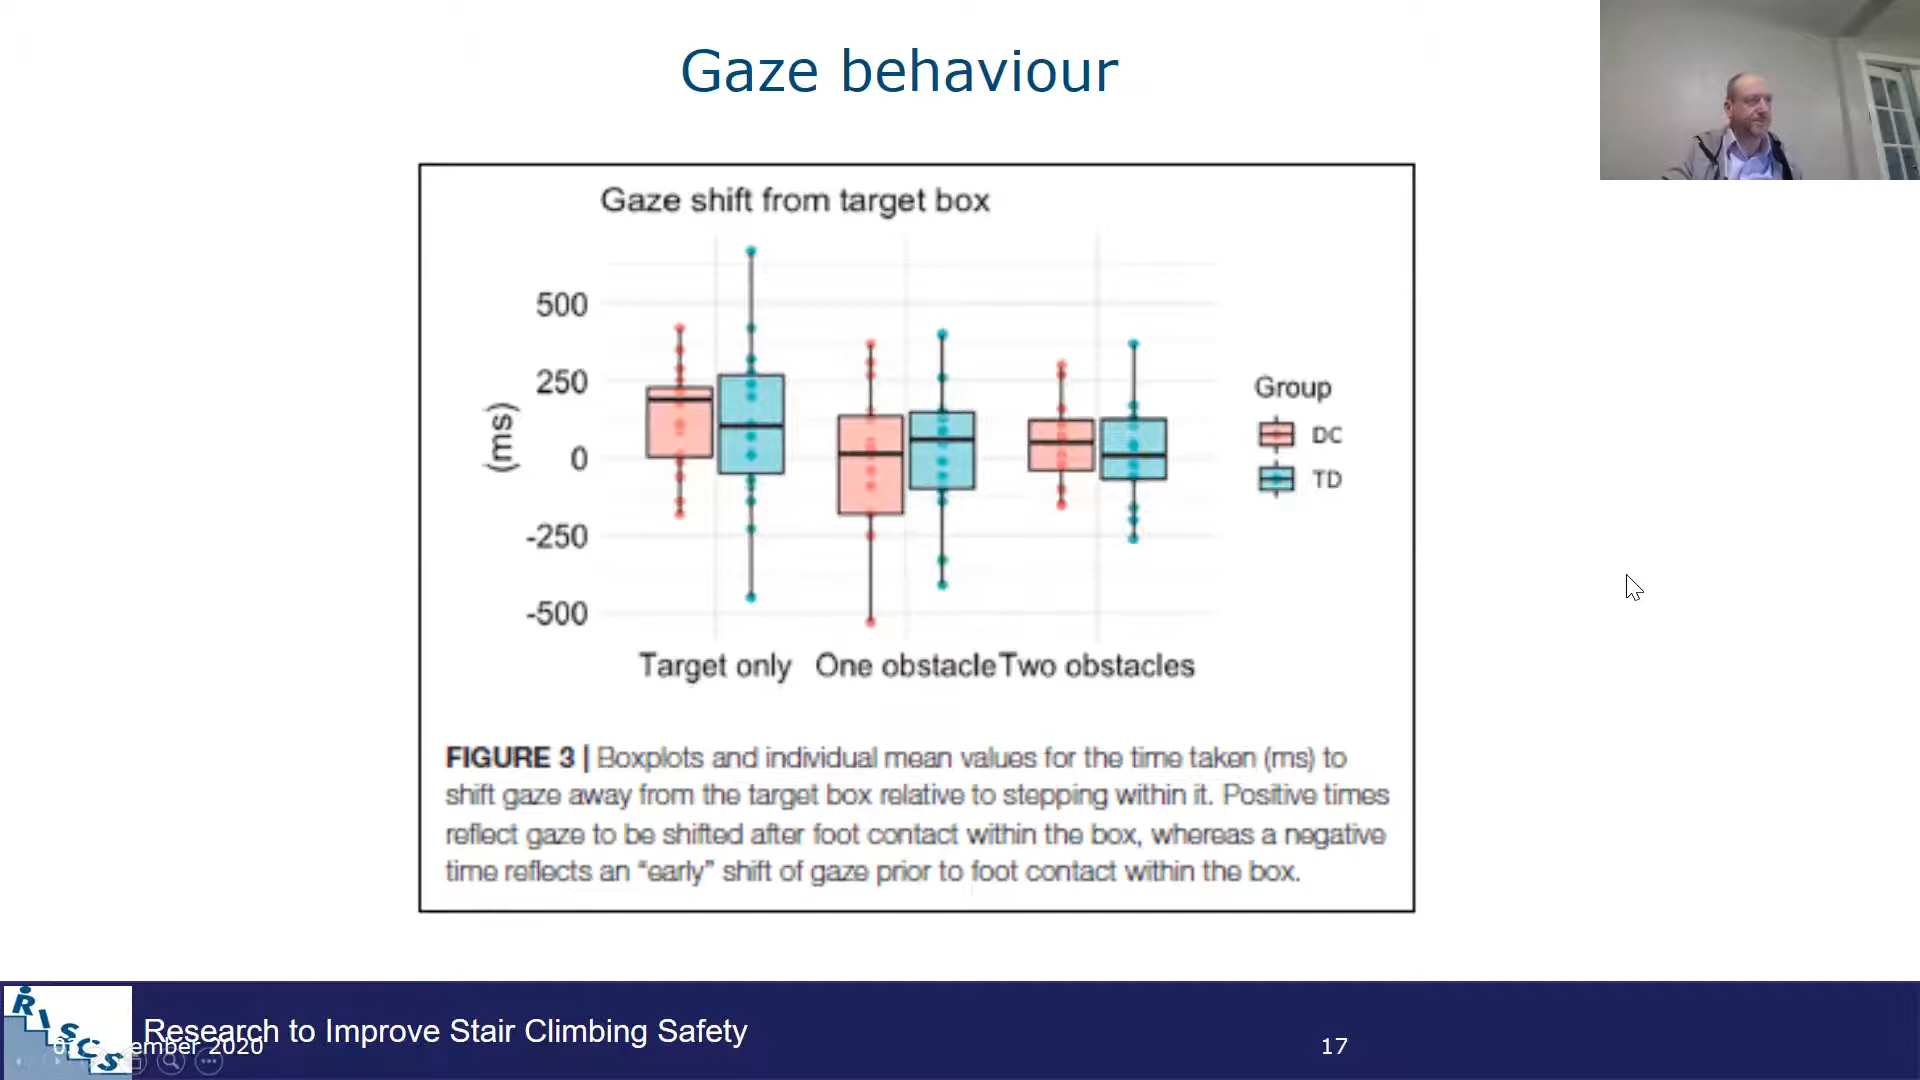 Gaze behaviour
Gaze shift from target box
500
250
0
-250
-500
(ms)
Target only
One obstacle
Two obstacles
Group
DC
TD
FIGURE 3 | Boxplots and individual mean values for the time taken (ms) to
shift gaze away from the target box relative to stepping within it. Positive times
reflect gaze to be shifted after foot contact within the box, whereas a negative
time reflects an “early” shift of gaze prior to foot contact within the box.
RISCS
Research to Improve Stair Climbing Safety
2020
17